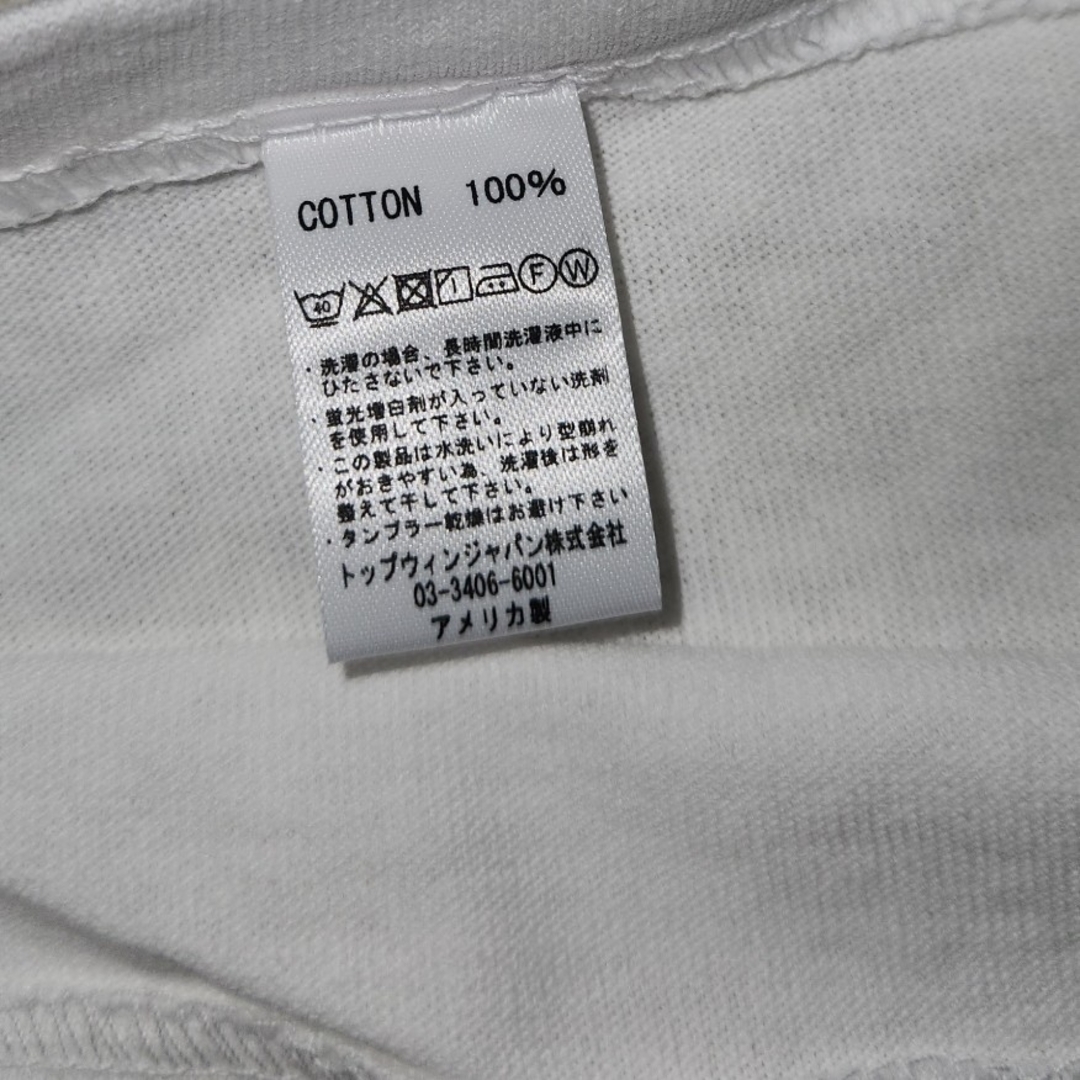 COTTON 100%
40 F W
・洗濯の場合、長時間洗濯液中に
ひたさないで下さい。
・蛍光増白剤が入っていない洗剤
を使用して下さい。
・この製品は水洗いにより型崩れ
がおきやすい為、洗濯後は形を
整えて干して下さい。
・タンブラー乾燥はお避け下さい
トップウィンジャパン株式会社
03-3406-6001
アメリカ製